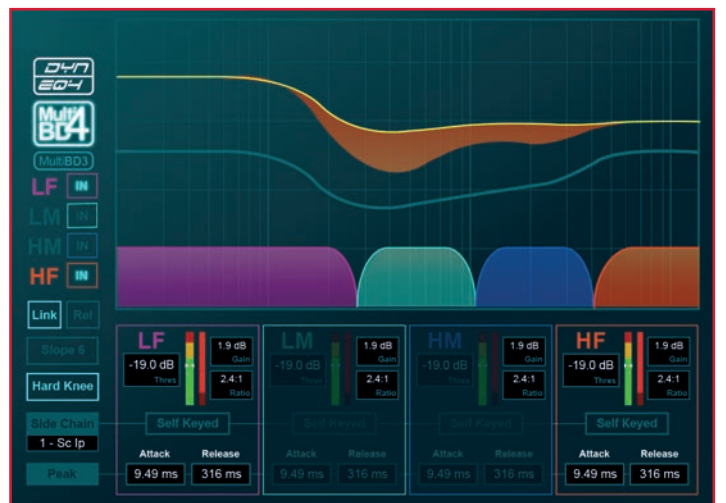 DYN
EQ4
Multi
BD4
MultiBD3
LF IN
LM IN
HM IN
HF IN
Link Rel
Slope 6
Hard Knee
Side Chain
1 - Sc Ip
Peak
LF
-19.0 dB
Thres
1.9 dB
Gain
2.4:1
Ratio
Self Keyed
Attack Release
9.49 ms 316 ms
LM
-19.0 dB
Thres
1.9 dB
Gain
2.4:1
Ratio
Self Keyed
Attack Release
9.49 ms 316 ms
HM
-19.0 dB
Thres
1.9 dB
Gain
2.4:1
Ratio
Self Keyed
Attack Release
9.49 ms 316 ms
HF
-19.0 dB
Thres
1.9 dB
Gain
2.4:1
Ratio
Self Keyed
Attack Release
9.49 ms 316 ms